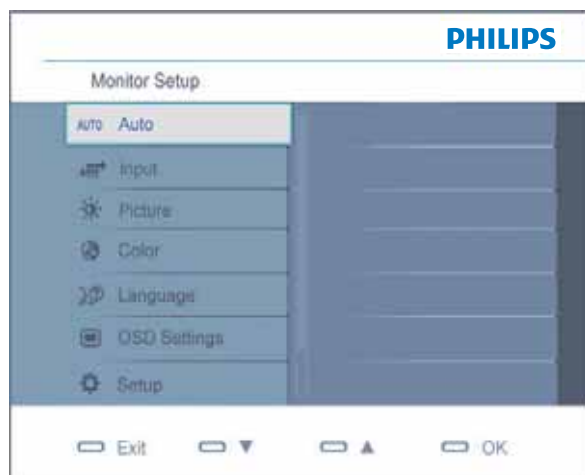 PHILIPS
Monitor Setup
AUTO Auto
Input
Picture
Color
Language
OSD Settings
Setup
Exit ▼ ▲ OK